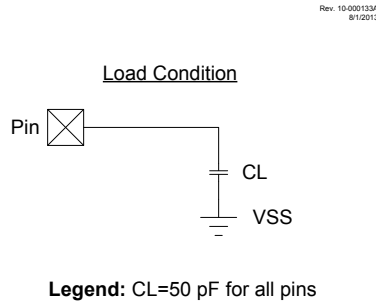 Rev. 10-000133A
8/1/2013
Load Condition
Pin
CL
VSS
Legend: CL=50 pF for all pins